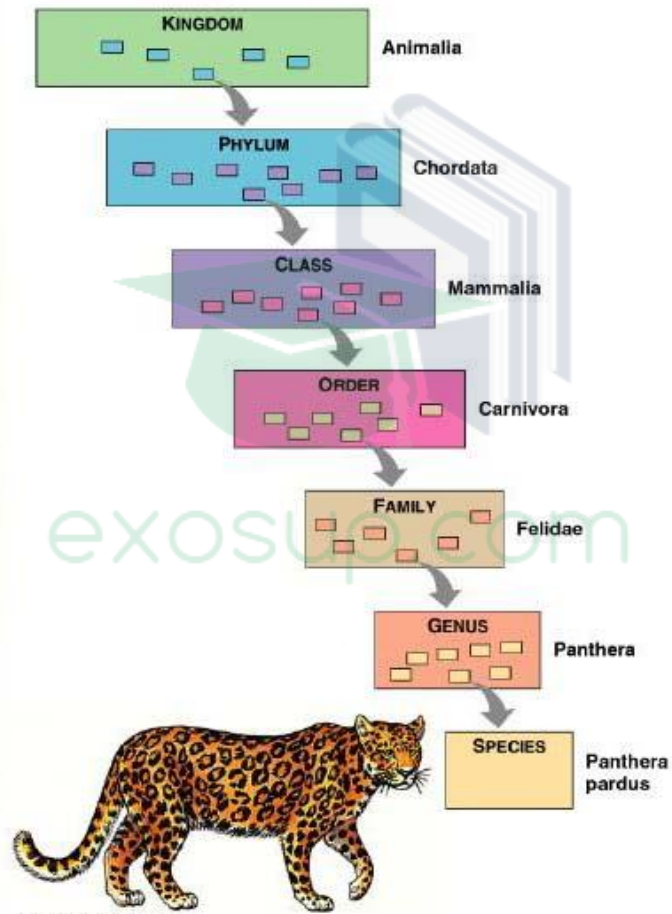 KINGDOM
Animalia
PHYLUM
Chordata
CLASS
Mammalia
ORDER
Carnivora
FAMILY
Felidae
exosup.com
GENUS
Panthera
SPECIES
Panthera
pardus